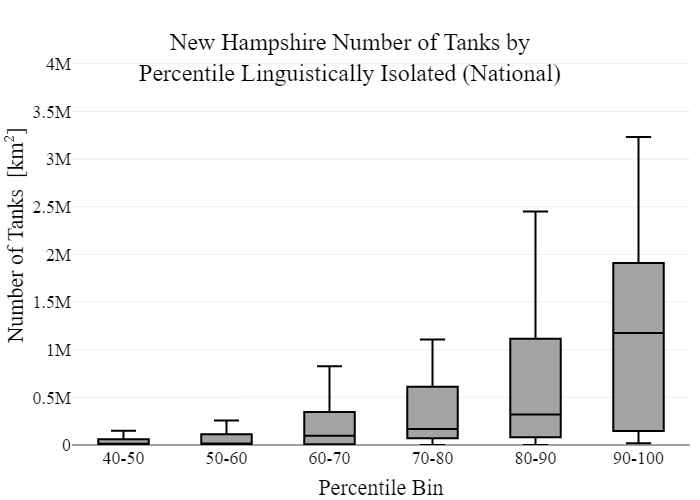 New Hampshire Number of Tanks by
Percentile Linguistically Isolated (National)
Number of Tanks [km²]
4M
3.5M
3M
2.5M
2M
1.5M
1M
0.5M
0
40-50 50-60 60-70 70-80 80-90 90-100
Percentile Bin